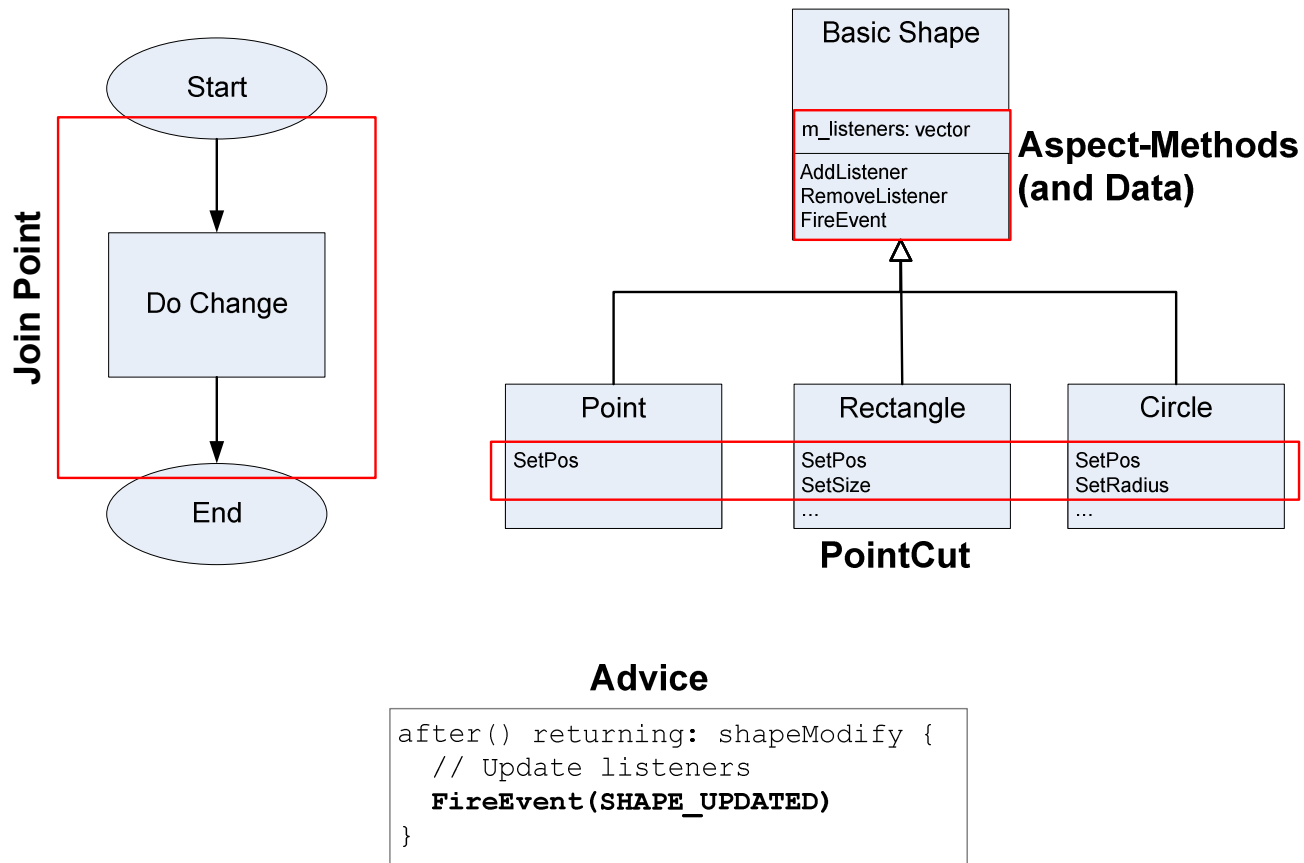 Start
Join Point
Do Change
End
Basic Shape
m_listeners: vector
AddListener
RemoveListener
FireEvent
Aspect-Methods
(and Data)
Point
SetPos
Rectangle
SetPos
SetSize
...
Circle
SetPos
SetRadius
...
PointCut
Advice
after() returning: shapeModify {
// Update listeners
FireEvent(SHAPE_UPDATED)
}